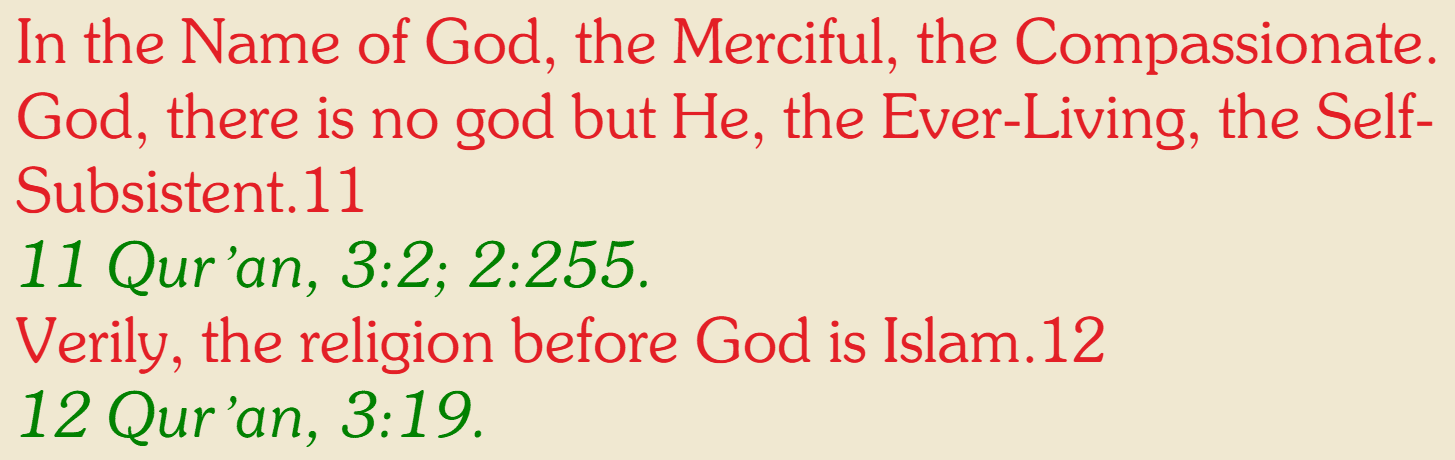 In the Name of God, the Merciful, the Compassionate.
God, there is no god but He, the Ever-Living, the Self-
Subsistent.11
11 Qur’an, 3:2; 2:255.
Verily, the religion before God is Islam.12
12 Qur’an, 3:19.